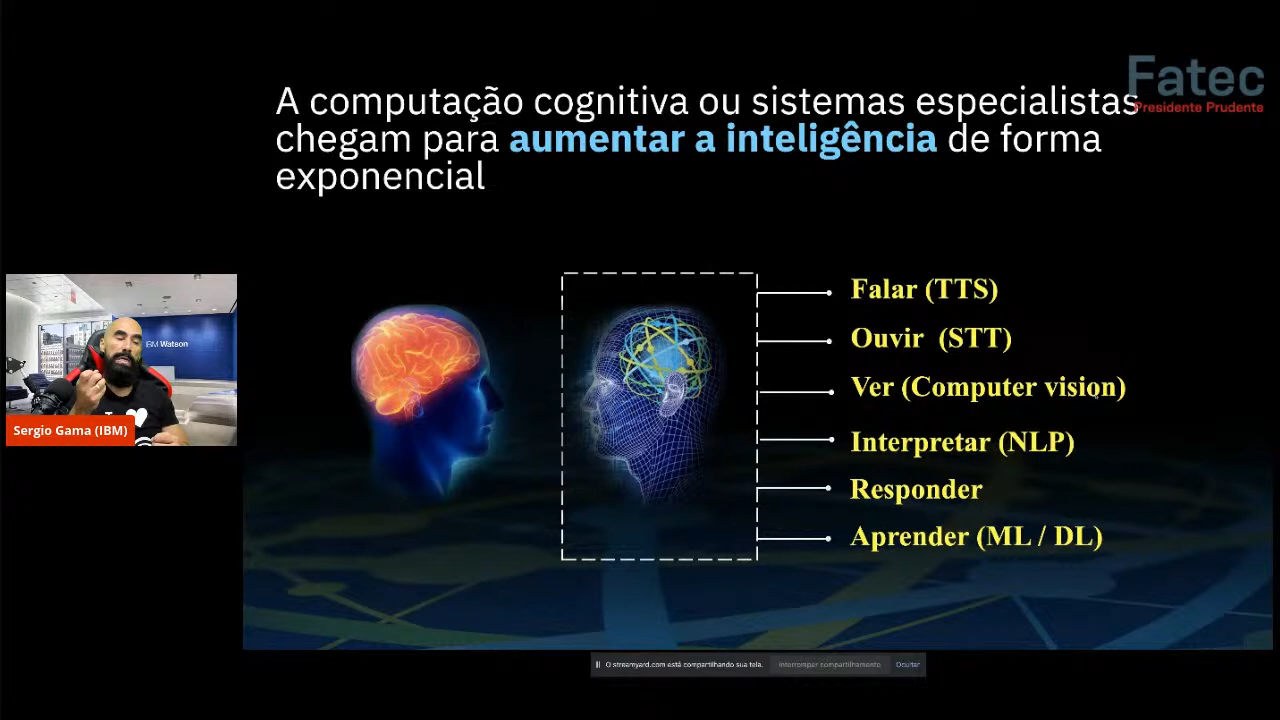 Fatec
Presidente Prudente
A computação cognitiva ou sistemas especialistas
chegam para aumentar a inteligência de forma
exponencial
Falar (TTS)
Ouvir (STT)
Ver (Computer vision)
Interpretar (NLP)
Responder
Aprender (ML / DL)
IBM Watson
Sergio Gama (IBM)
O streamyard.com está compartilhando sua tela.
Interromper compartilhamento
Ocultar